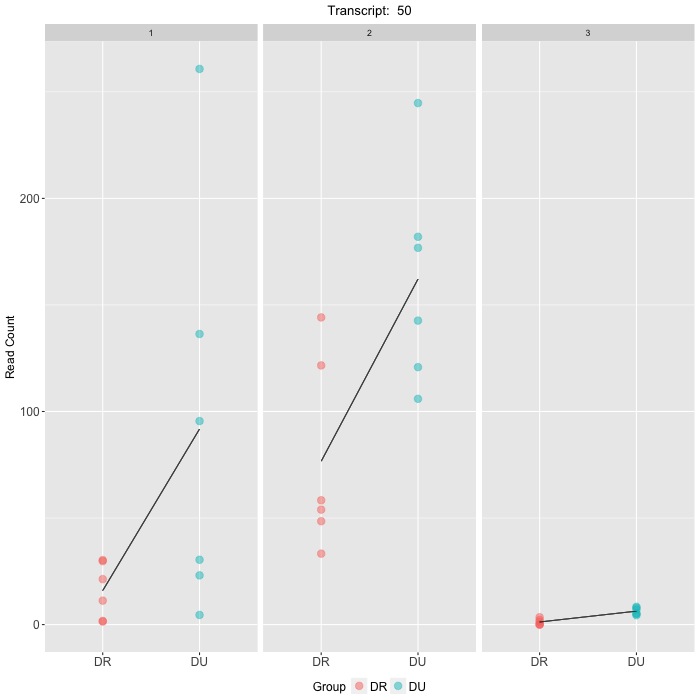 Transcript: 50
1 2 3
Read Count
200
100
0
DR DU DR DU DR DU
Group DR DU